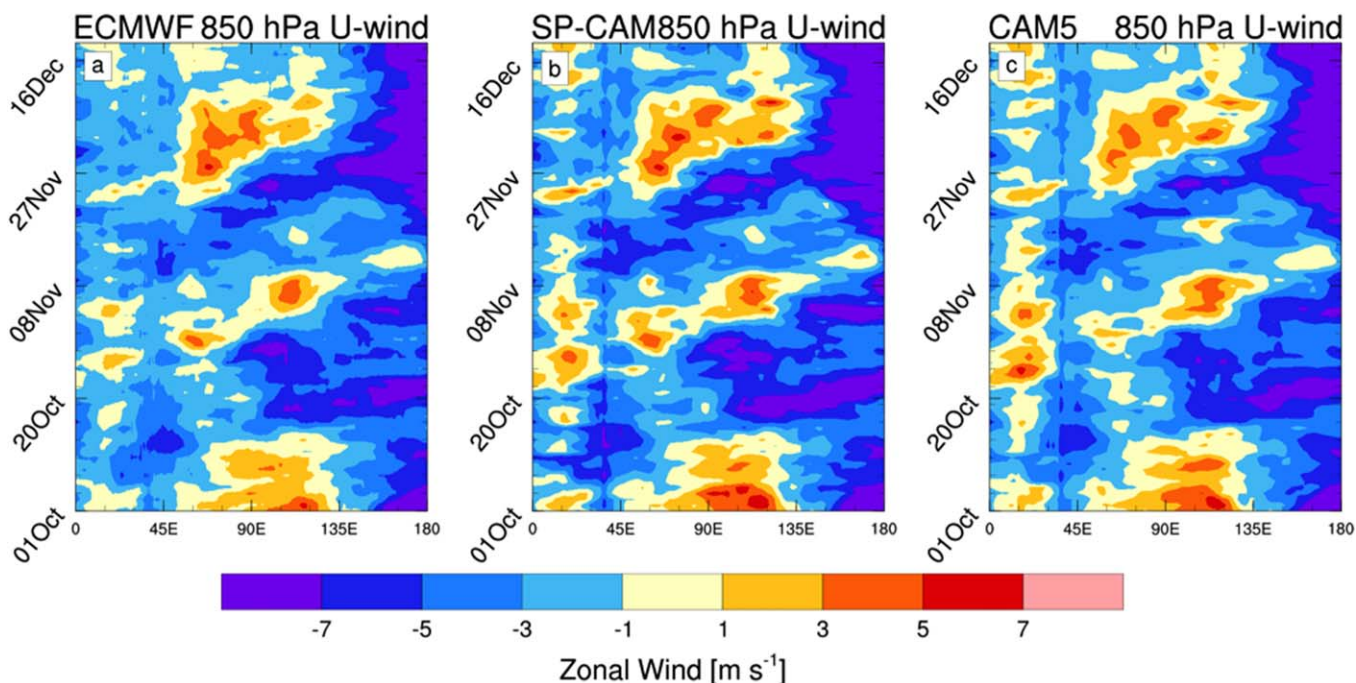 ECMWF 850 hPa U-wind
SP-CAM850 hPa U-wind
CAM5 850 hPa U-wind
a
b
c
16Dec
27Nov
08Nov
20Oct
01Oct
16Dec
27Nov
08Nov
20Oct
01Oct
16Dec
27Nov
08Nov
20Oct
01Oct
0 45E 90E 135E 180
0 45E 90E 135E 180
0 45E 90E 135E 180
-7 -5 -3 -1 1 3 5 7
Zonal Wind [m s⁻¹]